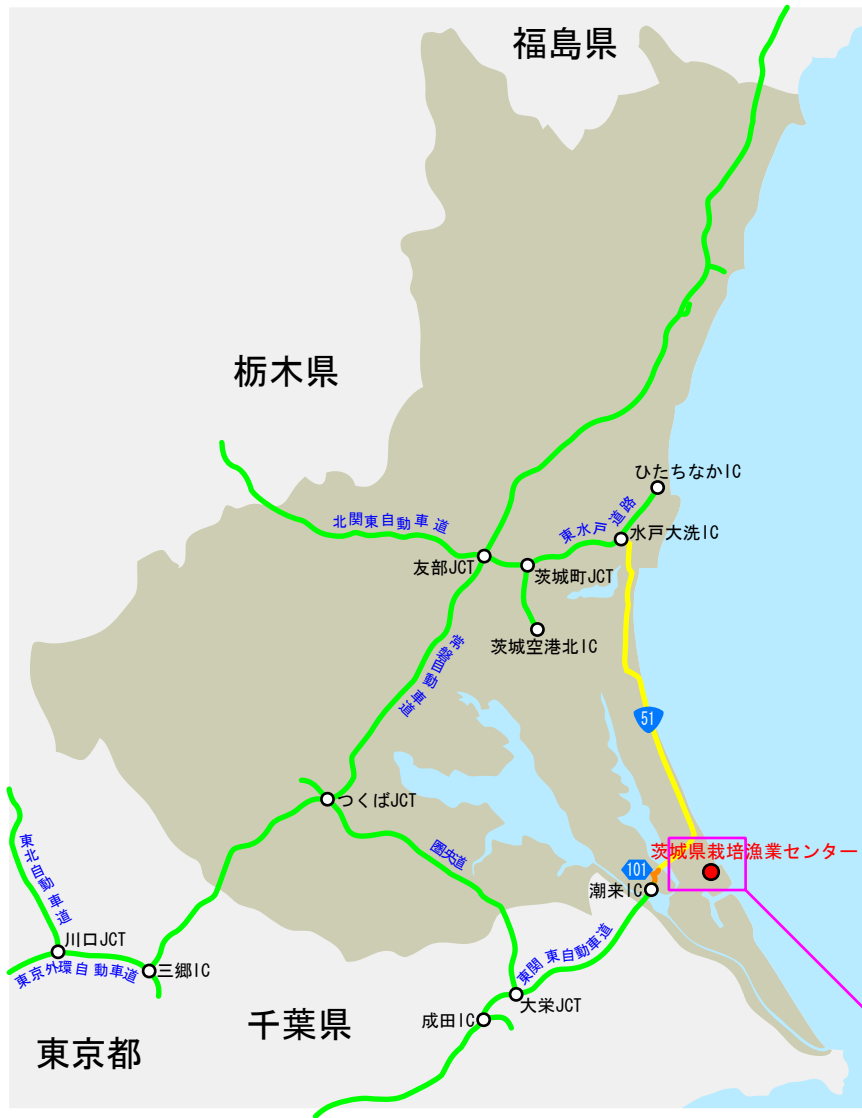 福島県
栃木県
ひたちなかIC
北関東自動車道
東水戸道路
水戸大洗IC
友部JCT
茨城町JCT
茨城空港北IC
常磐自動車道
51
つくばJCT
圏央道
茨城県栽培漁業センター
101
潮来IC
東北自動車道
川口JCT
東京外環自動車道
三郷IC
東関東自動車道
大栄JCT
成田IC
千葉県
東京都